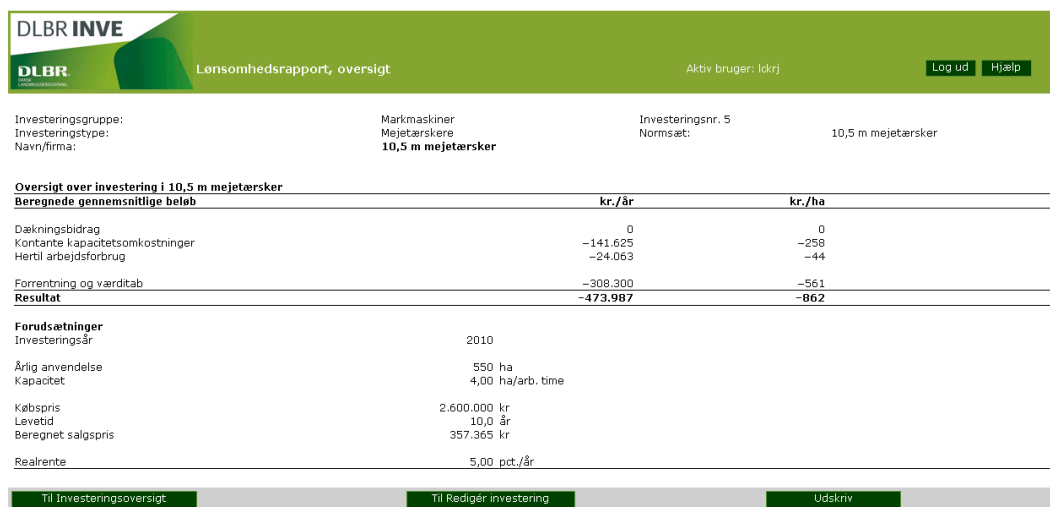 DLBR INVE
DLBR
DANSK
LANDBRUGSRÅDGIVNING
Lønsomhedsrapport, oversigt Aktiv bruger: lckrj Log ud Hjælp
Investeringsgruppe: Markmaskiner Investeringsnr. 5
Investeringstype: Mejetærskere Normsæt: 10,5 m mejetærsker
Navn/firma: 10,5 m mejetærsker
Oversigt over investering i 10,5 m mejetærsker
Beregnede gennemsnitlige beløb kr./år kr./ha
Dækningsbidrag 0 0
Kontante kapacitetsomkostninger −141.625 −258
Hertil arbejdsforbrug −24.063 −44
Forrentning og værditab −308.300 −561
Resultat −473.987 −862
Forudsætninger
Investeringsår 2010
Årlig anvendelse 550 ha
Kapacitet 4,00 ha/arb. time
Købspris 2.600.000 kr
Levetid 10,0 år
Beregnet salgspris 357.365 kr
Realrente 5,00 pct./år
Til Investeringsoversigt Til Redigér investering Udskriv